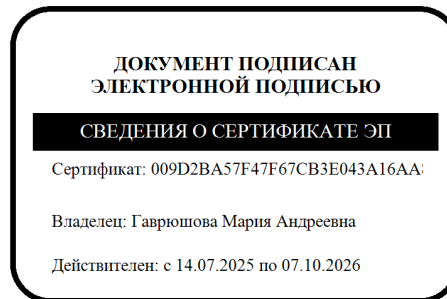 ДОКУМЕНТ ПОДПИСАН
ЭЛЕКТРОННОЙ ПОДПИСЬЮ
СВЕДЕНИЯ О СЕРТИФИКАТЕ ЭП
Сертификат: 009D2BA57F47F67CB3E043A16AA
Владелец: Гаврюшова Мария Андреевна
Действителен: с 14.07.2025 по 07.10.2026